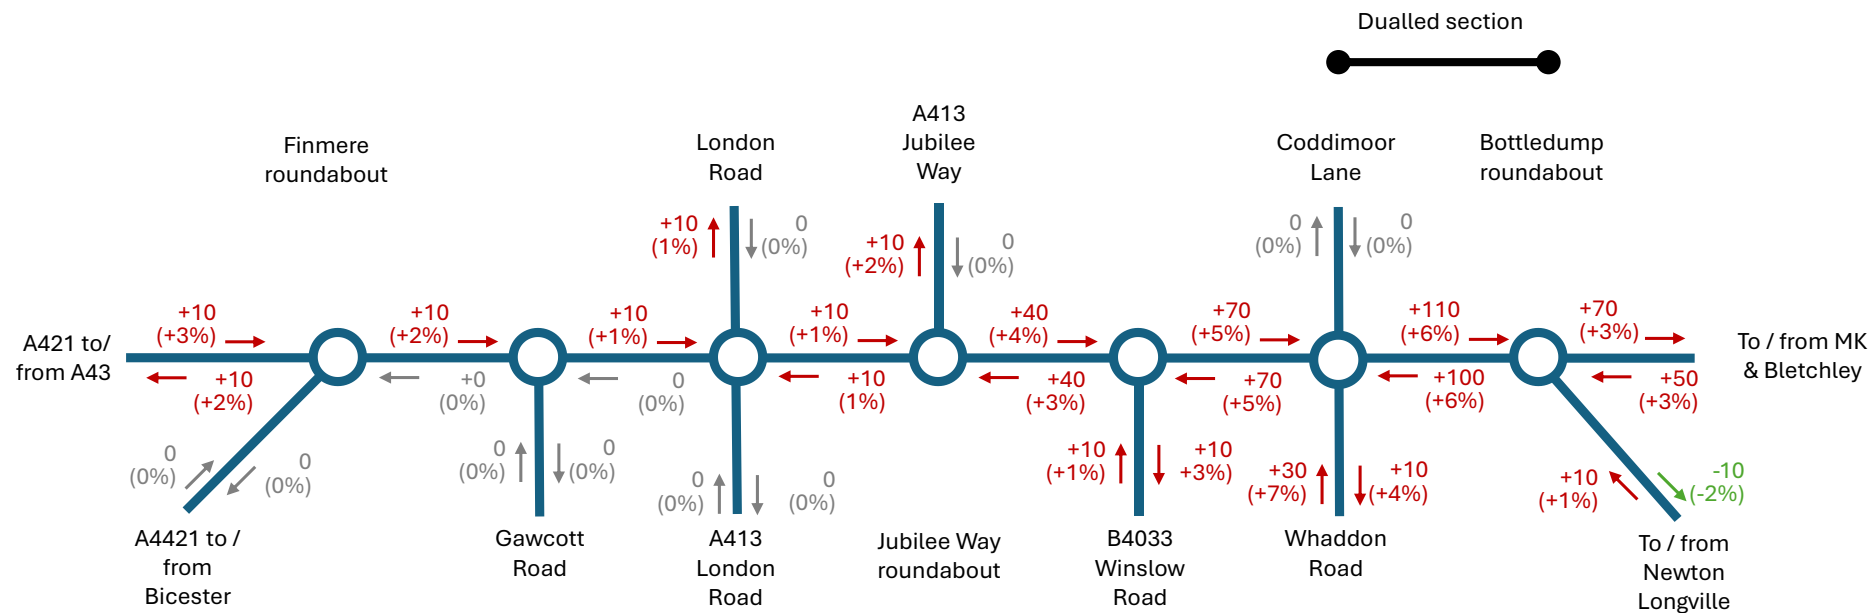 Dualled section
A413
Jubilee
Way
Finmere
roundabout
London
Road
Coddimoor
Lane
Bottledump
roundabout
+10
(1%)
0
(0%)
+10
(+2%)
0
(0%)
0
(0%)
0
(0%)
A421 to/
from A43
+10
(+3%)
+10
(+2%)
+10
(+1%)
+10
(+1%)
+40
(+4%)
+70
(+5%)
+110
(+6%)
+70
(+3%)
To / from MK
& Bletchley
+10
(+2%)
+0
(0%)
0
(0%)
+10
(1%)
+40
(+3%)
+70
(+5%)
+100
(+6%)
+50
(+3%)
0
(0%)
0
(0%)
0
(0%)
0
(0%)
0
(0%)
0
(0%)
+10
(+1%)
+10
+3%)
+30
(+7%)
+10
(+4%)
+10
(+1%)
-10
(-2%)
A4421 to /
from
Bicester
Gawcott
Road
A413
London
Road
Jubilee Way
roundabout
B4033
Winslow
Road
Whaddon
Road
To / from
Newton
Longville